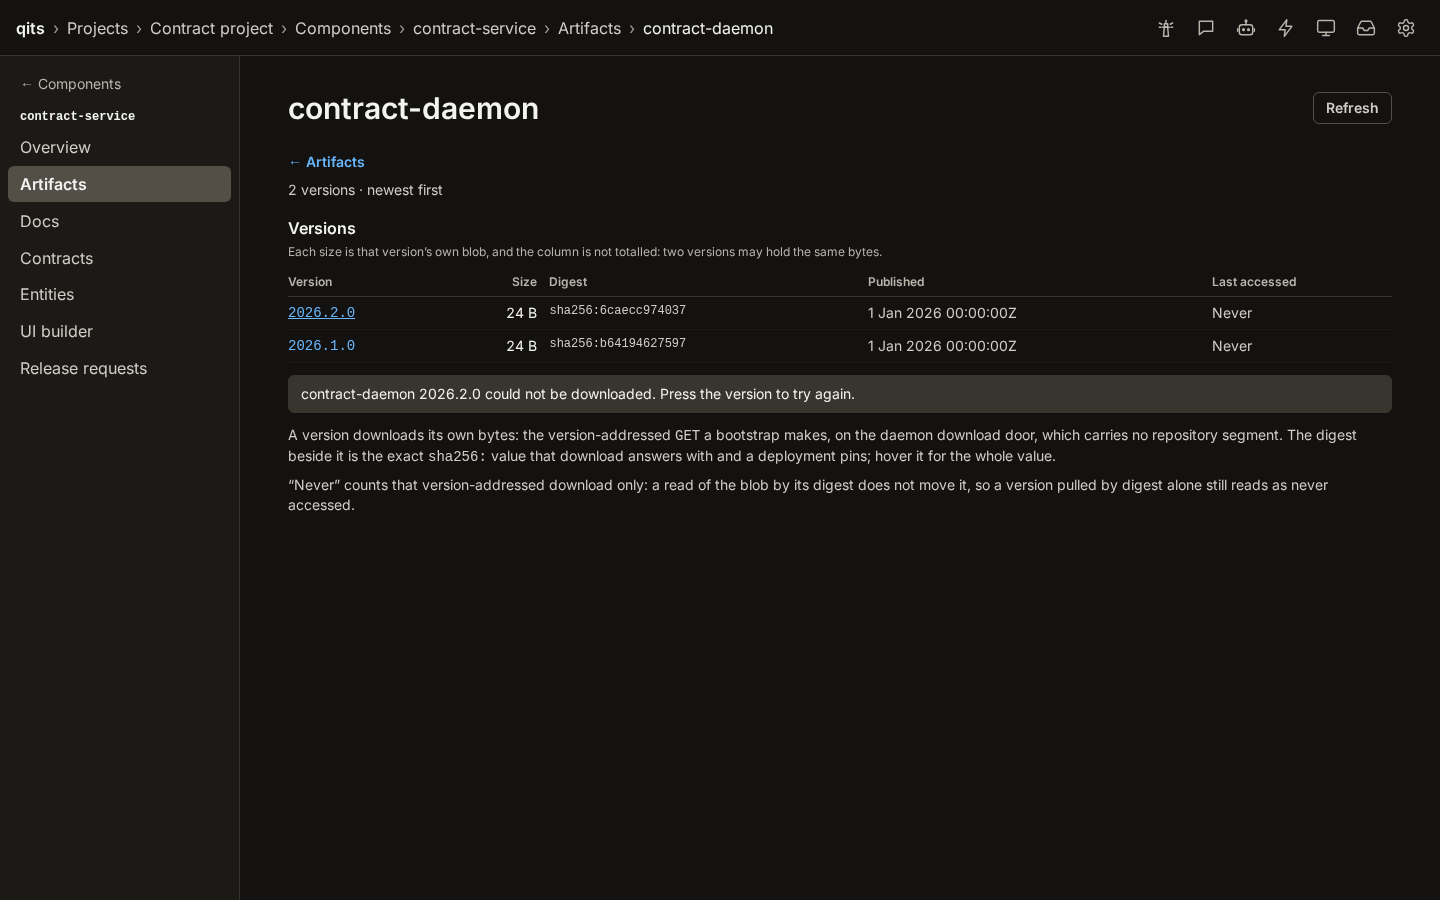 qits › Projects › Contract project › Components › contract-service › Artifacts › contract-daemon
← Components
contract-service
Overview
Artifacts
Docs
Contracts
Entities
UI builder
Release requests
contract-daemon
Refresh
← Artifacts
2 versions · newest first
Versions
Each size is that version’s own blob, and the column is not totalled: two versions may hold the same bytes.
Version Size Digest Published Last accessed
2026.2.0 24 B sha256:6caecc974037 1 Jan 2026 00:00:00Z Never
2026.1.0 24 B sha256:b64194627597 1 Jan 2026 00:00:00Z Never
contract-daemon 2026.2.0 could not be downloaded. Press the version to try again.
A version downloads its own bytes: the version-addressed GET a bootstrap makes, on the daemon download door, which carries no repository segment. The digest
beside it is the exact sha256: value that download answers with and a deployment pins; hover it for the whole value.
“Never” counts that version-addressed download only: a read of the blob by its digest does not move it, so a version pulled by digest alone still reads as never
accessed.